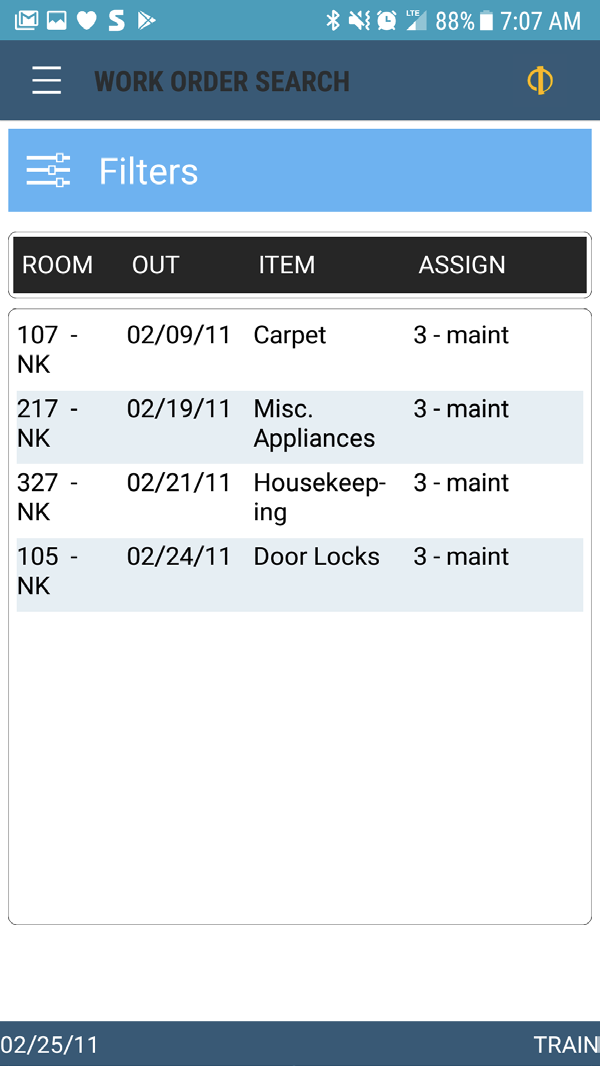 LTE 88% 7:07 AM
WORK ORDER SEARCH
Filters
ROOM OUT ITEM ASSIGN
107 - 02/09/11 Carpet 3 - maint
NK
217 - 02/19/11 Misc. 3 - maint
NK Appliances
327 - 02/21/11 Housekeep- 3 - maint
NK ing
105 - 02/24/11 Door Locks 3 - maint
NK
02/25/11 TRAIN